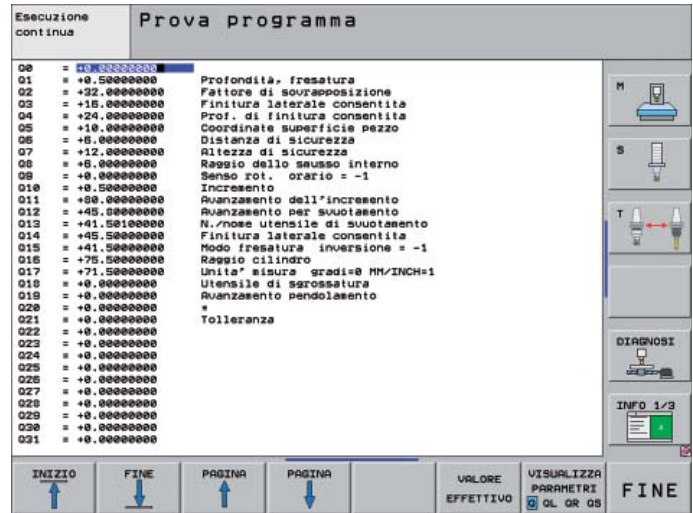 Esecuzione
continua
Prova programma
Q0 = +0.00000000
Q1 = +0.50000000 Profondità, fresatura
Q2 = +32.00000000 Fattore di sovrapposizione
Q3 = +16.00000000 Finitura laterale consentita
Q4 = +24.00000000 Prof. di finitura consentita
Q5 = +10.00000000 Coordinate superficie pezzo
Q6 = +6.00000000 Distanza di sicurezza
Q7 = +12.00000000 Altezza di sicurezza
Q8 = +6.00000000 Raggio dello smusso interno
Q9 = +0.00000000 Senso rot. orario = -1
Q10 = +0.50000000 Incremento
Q11 = +80.00000000 Avanzamento dell'incremento
Q12 = +45.80000000 Avanzamento per svuotamento
Q13 = +41.50100000 N./nome utensile di svuotamento
Q14 = +45.50000000 Finitura laterale consentita
Q15 = +41.50000000 Modo fresatura inversione = -1
Q16 = +75.50000000 Raggio cilindro
Q17 = +71.50000000 Unita' misura gradi=0 MM/INCH=1
Q18 = +0.00000000 Utensile di sgrossatura
Q19 = +0.00000000 Avanzamento pendolamento
Q20 = +0.00000000 *
Q21 = +0.00000000 Tolleranza
Q22 = +0.00000000
Q23 = +0.00000000
Q24 = +0.00000000
Q25 = +0.00000000
Q26 = +0.00000000
Q27 = +0.00000000
Q28 = +0.00000000
Q29 = +0.00000000
Q30 = +0.00000000
Q31 = +0.00000000
M
S
T
DIAGNOSI
INFO 1/3
INIZIO
FINE
PAGINA
PAGINA
VALORE
EFFETTIVO
VISUALIZZA
PARAMETRI
Q QL QR QS
FINE